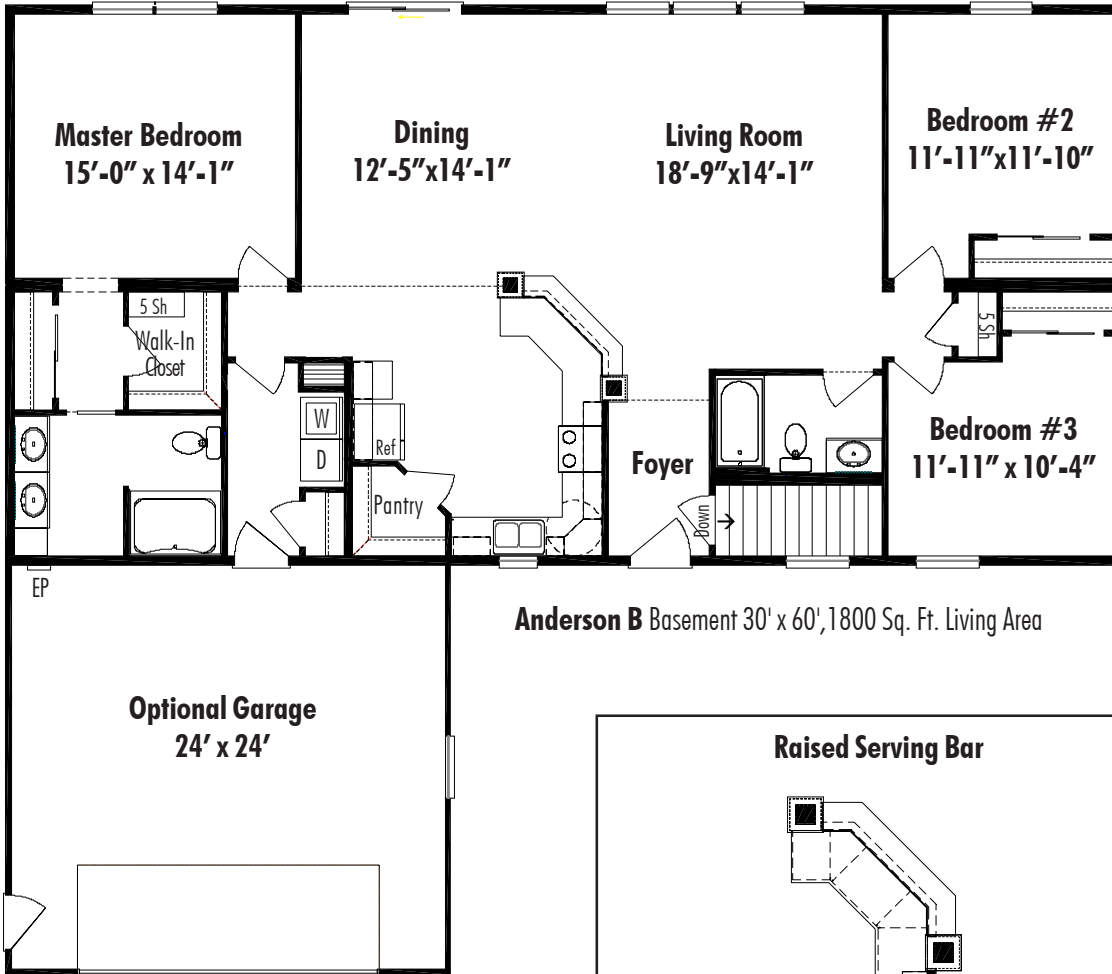 Master Bedroom
15′-0″ x 14′-1″
Dining
12′-5″x14′-1″
Living Room
18′-9″x14′-1″
Bedroom #2
11′-11″x11′-10″
5 Sh
Walk-In
Closet
W
D
Ref
Pantry
Foyer
Down
5 Sh
Bedroom #3
11′-11″ x 10′-4″
EP
Anderson B Basement 30' x 60',1800 Sq. Ft. Living Area
Optional Garage
24′ x 24′
Raised Serving Bar